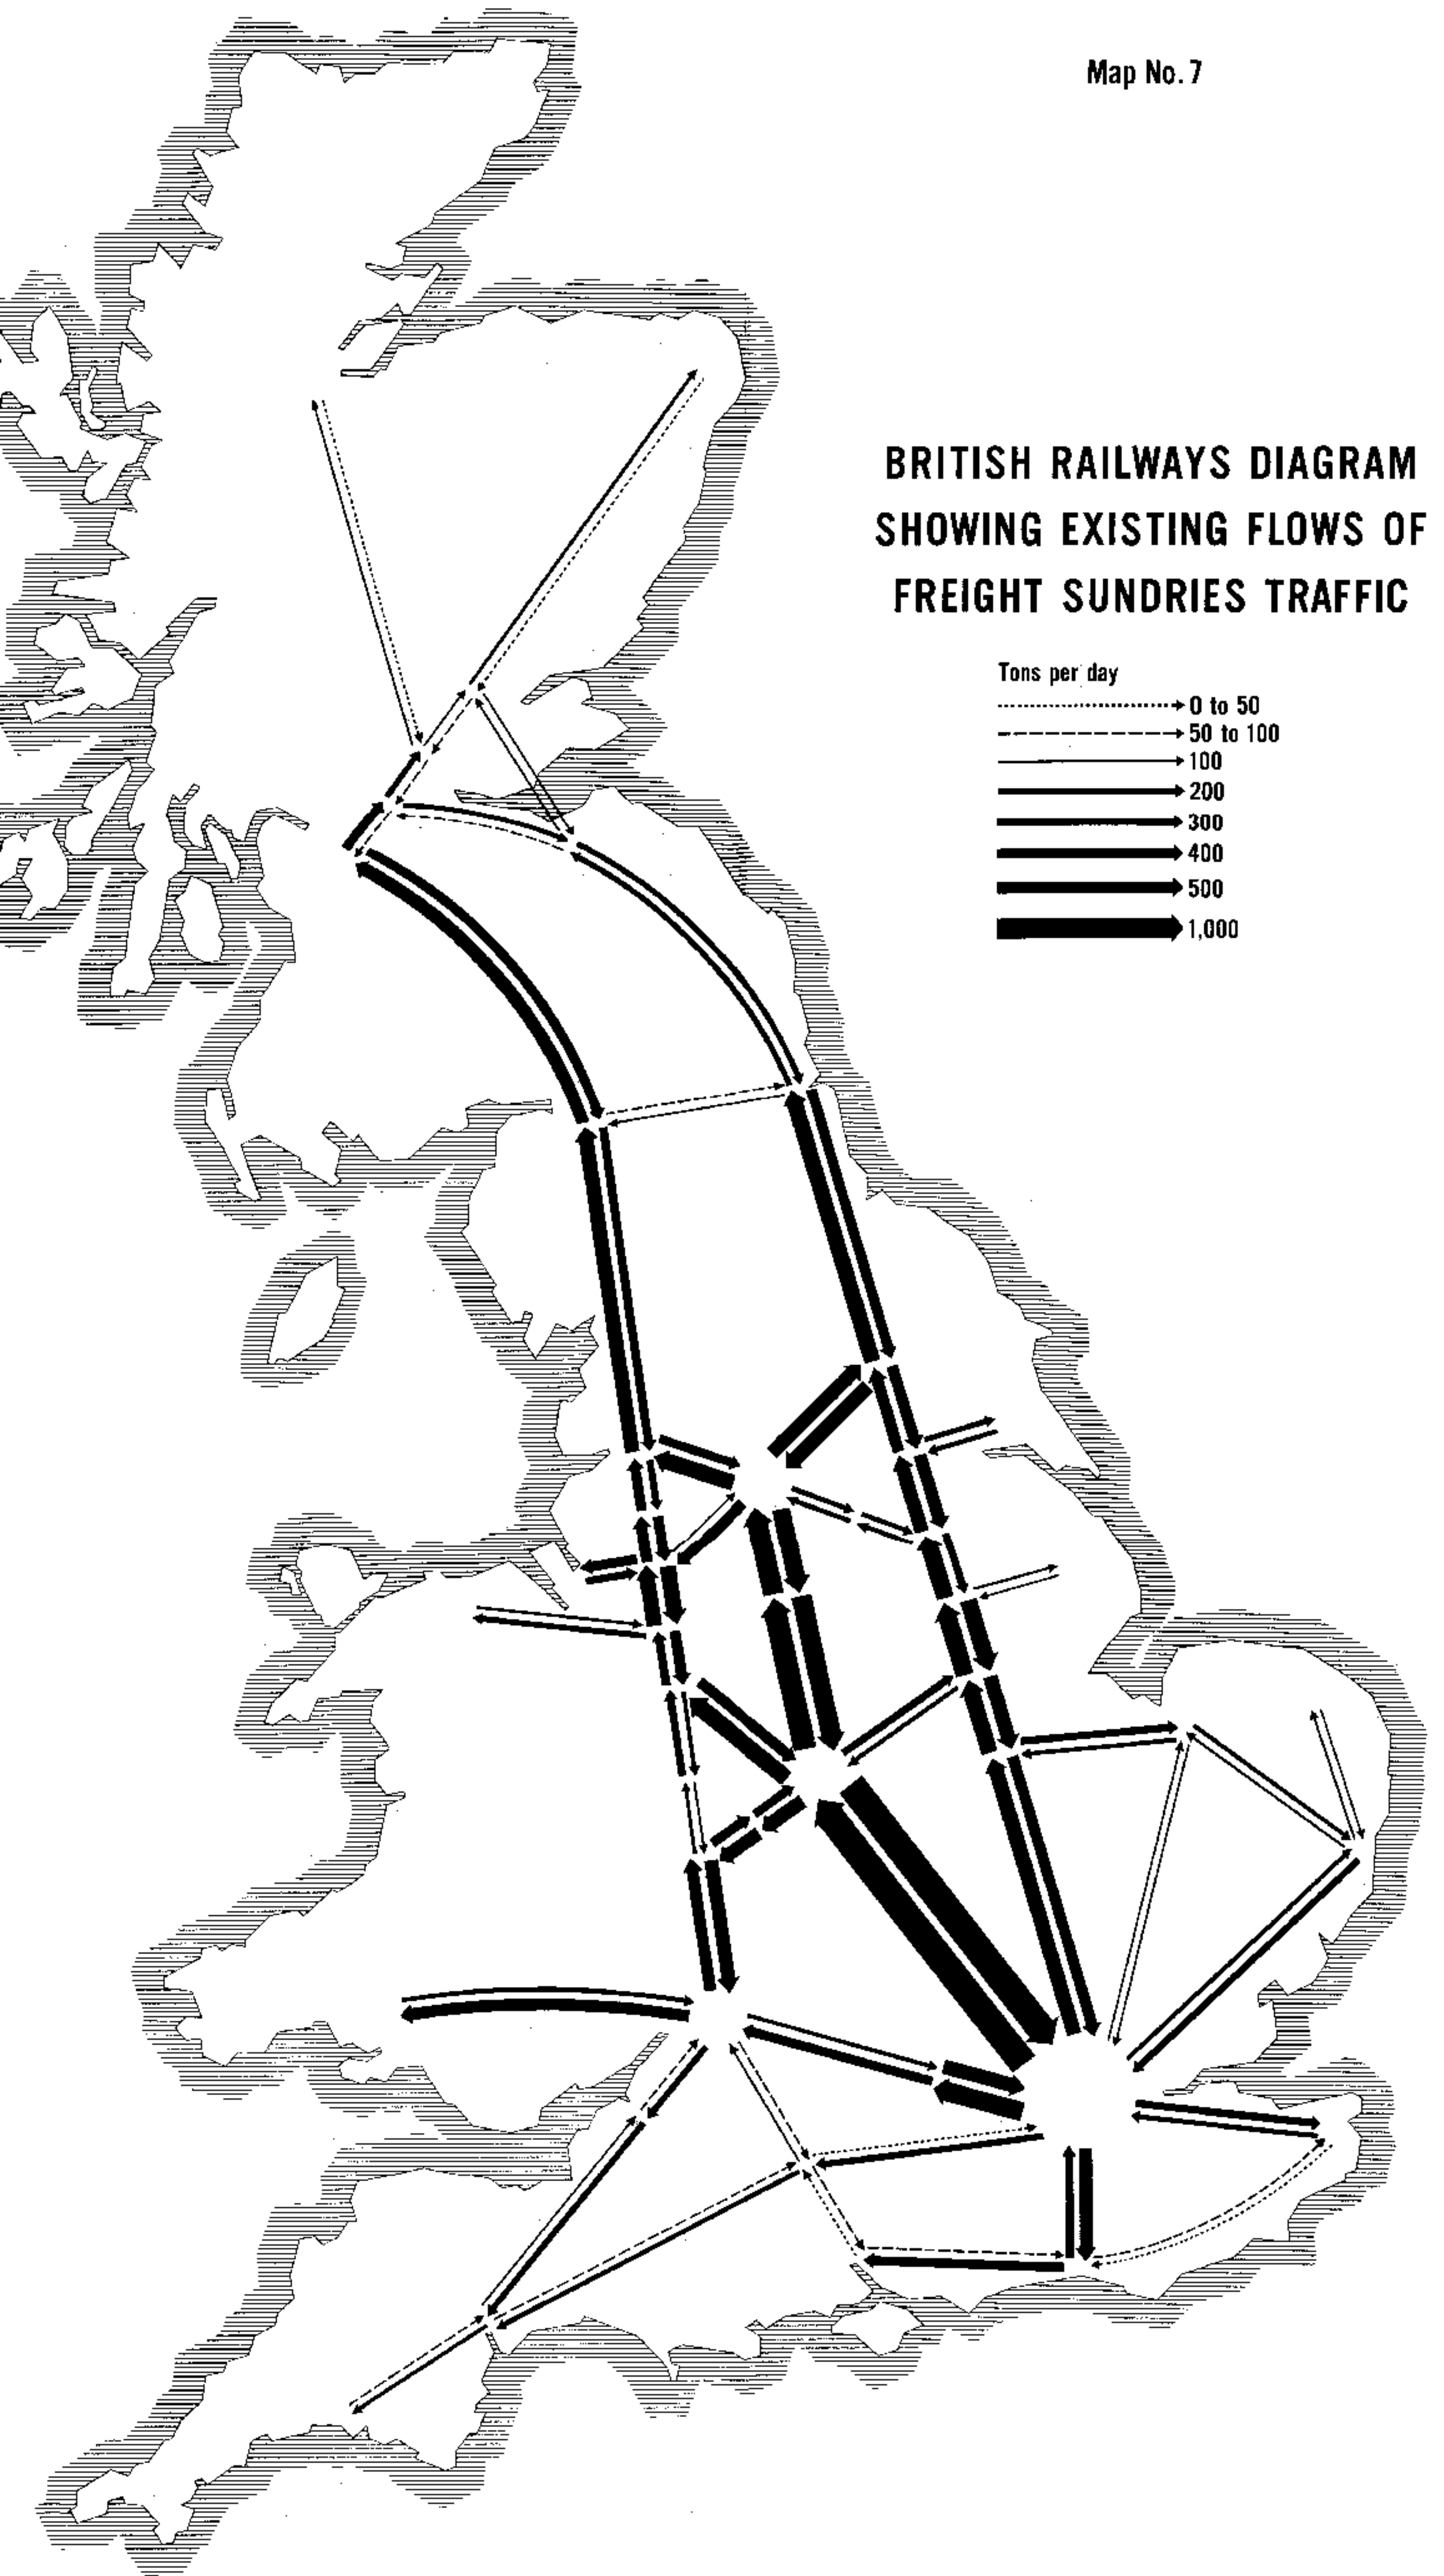 Map No. 7
BRITISH RAILWAYS DIAGRAM
SHOWING EXISTING FLOWS OF
FREIGHT SUNDRIES TRAFFIC
Tons per day
0 to 50
50 to 100
100
200
300
400
500
1,000